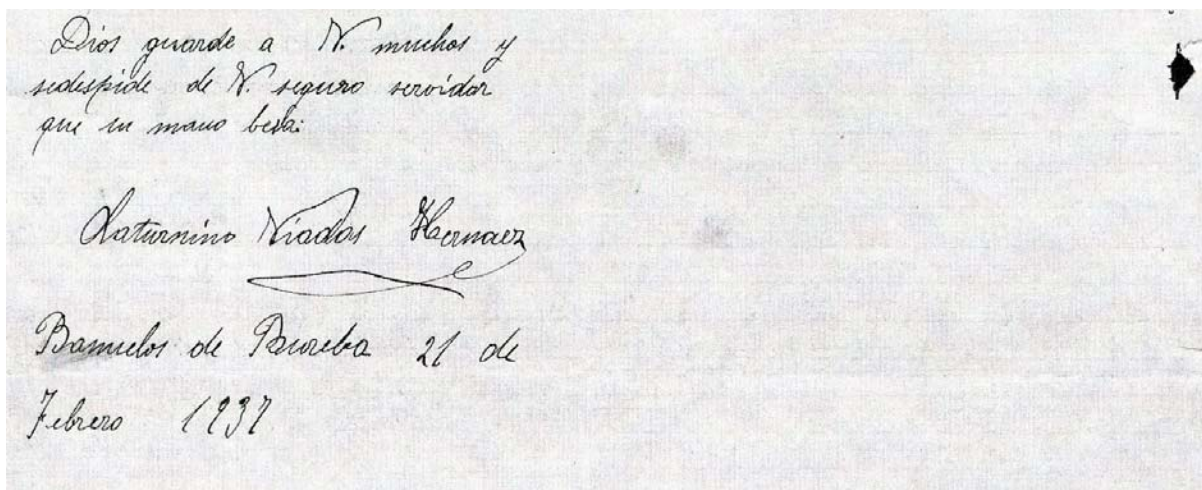 Dios guarde a V. muchos y
sedespide de V. seguro servidor
que su mano besa:
Saturnino Viadas Hernaez
Bañuelos de Bureba 21 de
Febrero 1937